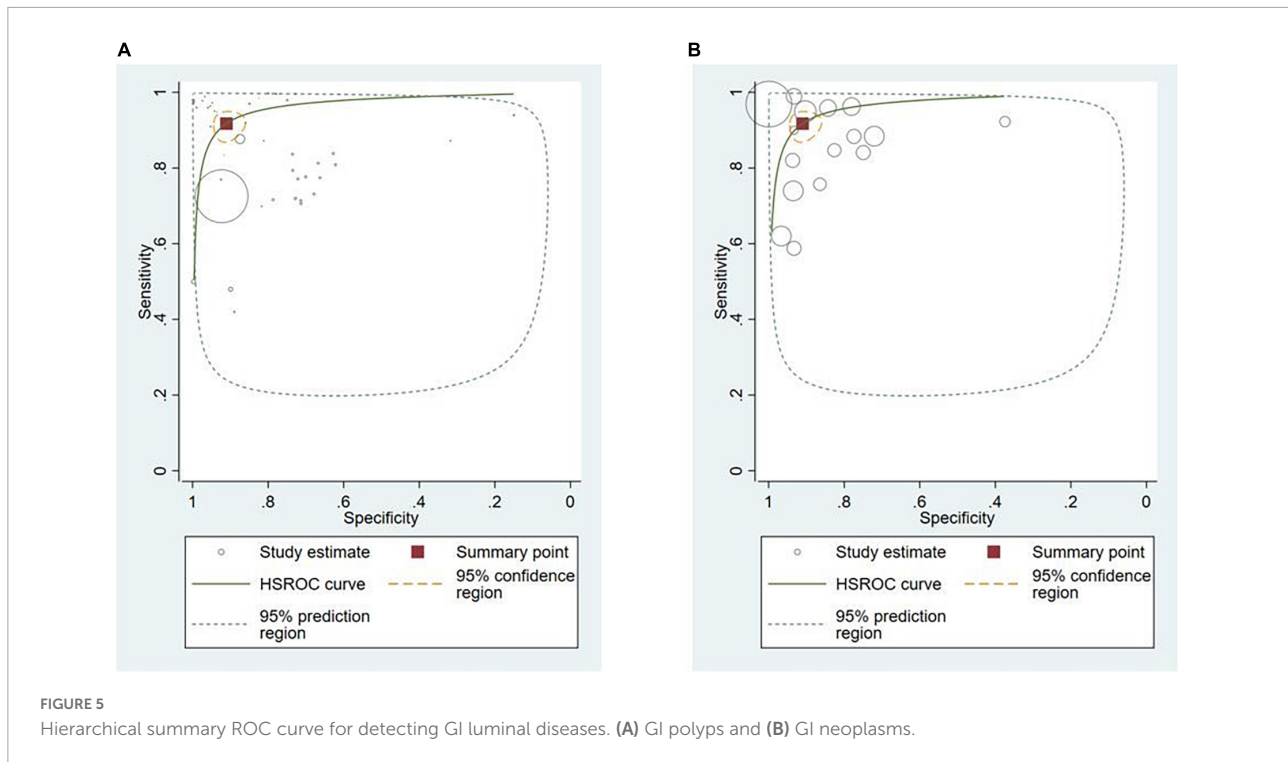 A
Sensitivity
1
.8
.6
.4
.2
0
1 .8 .6 .4 .2 0
Specificity
Study estimate Summary point
HSROC curve 95% confidence
region
95% prediction
region
B
Sensitivity
1
.8
.6
.4
.2
0
1 .8 .6 .4 .2 0
Specificity
Study estimate Summary point
HSROC curve 95% confidence
region
95% prediction
region
FIGURE 5
Hierarchical summary ROC curve for detecting GI luminal diseases. (A) GI polyps and (B) GI neoplasms.